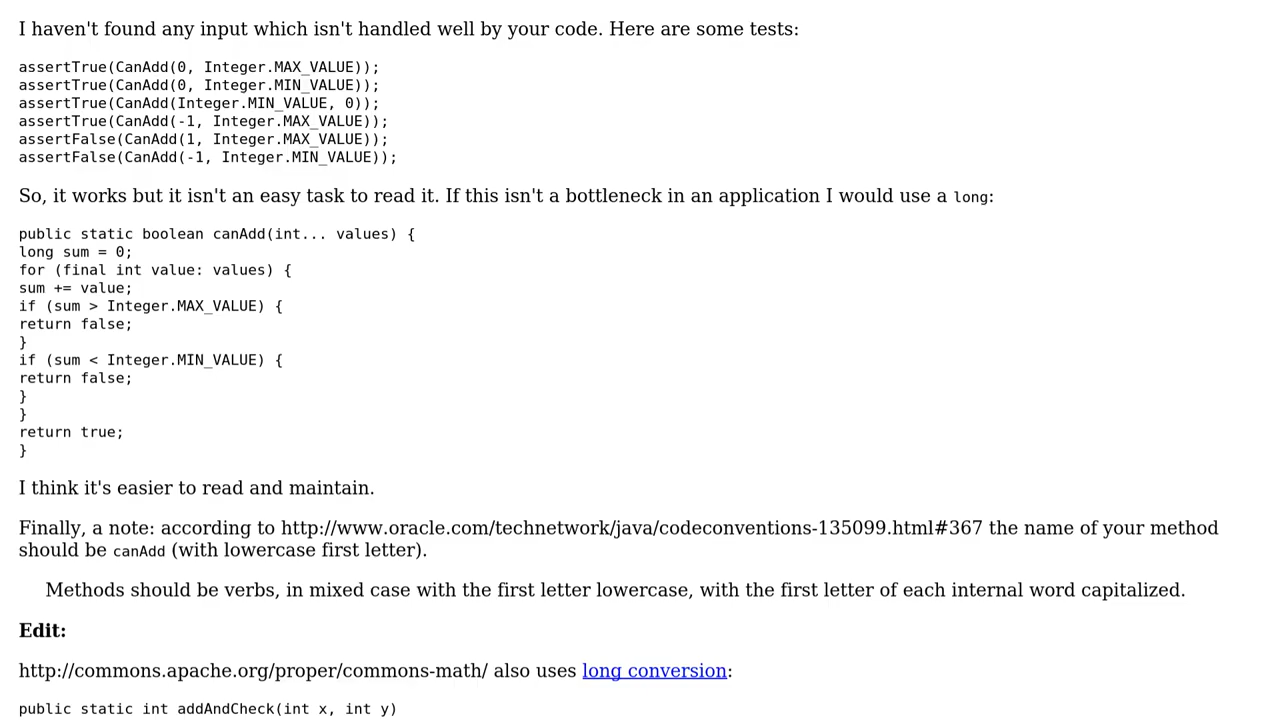 I haven't found any input which isn't handled well by your code. Here are some tests:
assertTrue(CanAdd(0, Integer.MAX_VALUE));
assertTrue(CanAdd(0, Integer.MIN_VALUE));
assertTrue(CanAdd(Integer.MIN_VALUE, 0));
assertTrue(CanAdd(-1, Integer.MAX_VALUE));
assertFalse(CanAdd(1, Integer.MAX_VALUE));
assertFalse(CanAdd(-1, Integer.MIN_VALUE));
So, it works but it isn't an easy task to read it. If this isn't a bottleneck in an application I would use a long:
public static boolean canAdd(int... values) {
long sum = 0;
for (final int value: values) {
sum += value;
if (sum > Integer.MAX_VALUE) {
return false;
}
if (sum < Integer.MIN_VALUE) {
return false;
}
}
return true;
}
I think it's easier to read and maintain.
Finally, a note: according to http://www.oracle.com/technetwork/java/codeconventions-135099.html#367 the name of your method
should be canAdd (with lowercase first letter).
Methods should be verbs, in mixed case with the first letter lowercase, with the first letter of each internal word capitalized.
Edit:
http://commons.apache.org/proper/commons-math/ also uses long conversion:
public static int addAndCheck(int x, int y)